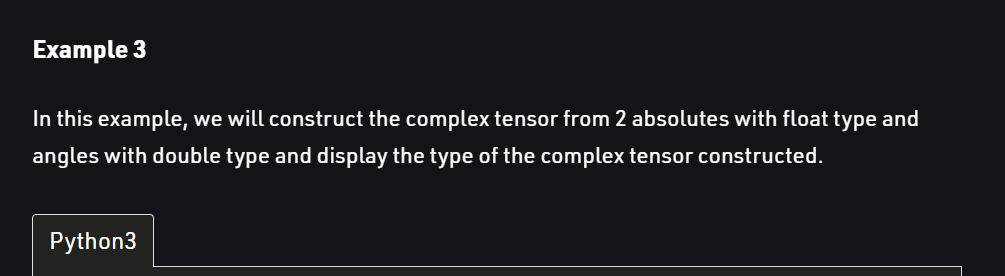 Example 3
In this example, we will construct the complex tensor from 2 absolutes with float type and
angles with double type and display the type of the complex tensor constructed.
Python3